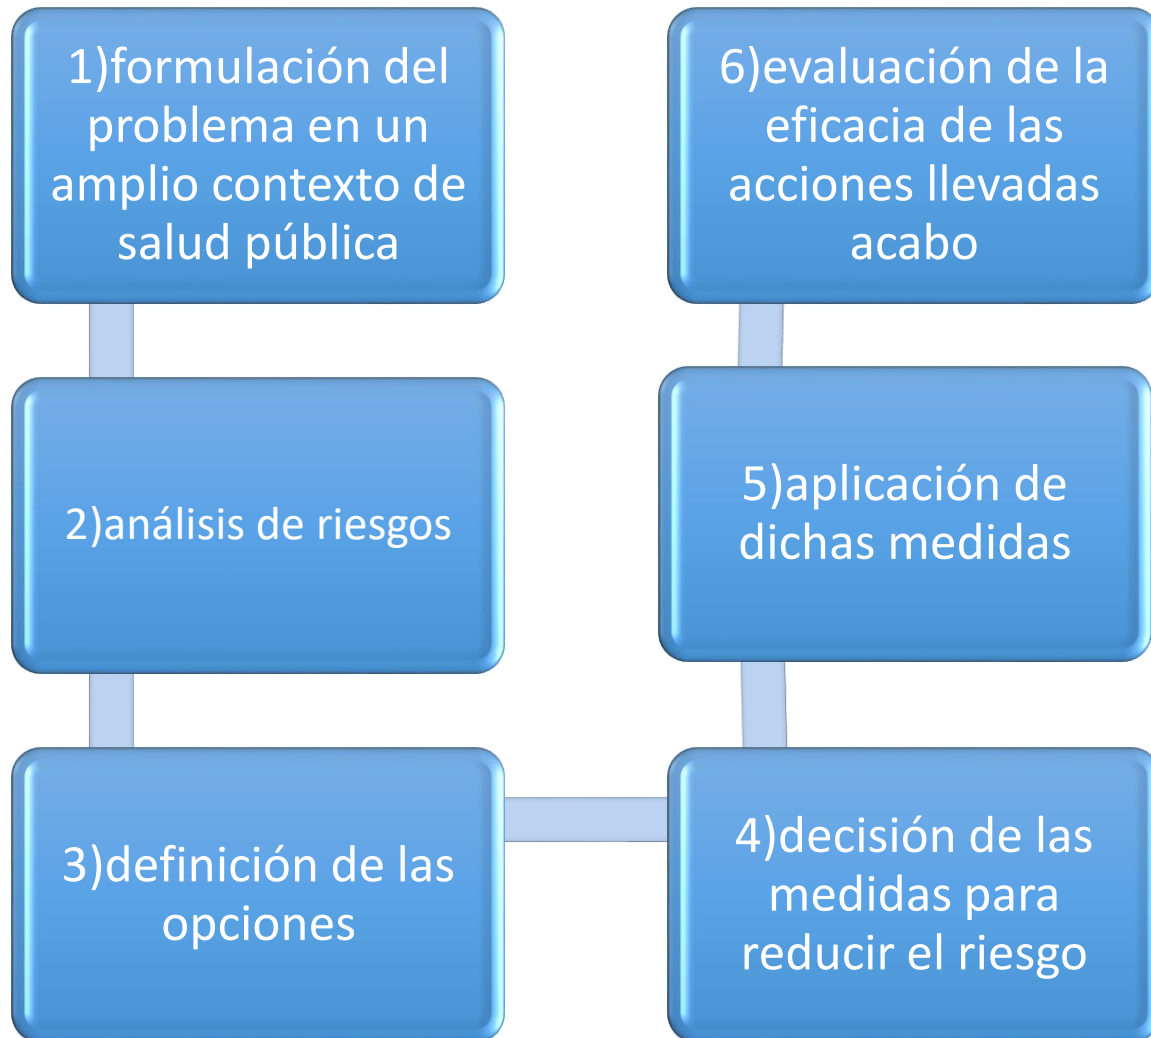 1)formulación del
problema en un
amplio contexto de
salud pública
2)análisis de riesgos
3)definición de las
opciones
4)decisión de las
medidas para
reducir el riesgo
5)aplicación de
dichas medidas
6)evaluación de la
eficacia de las
acciones llevadas
acabo